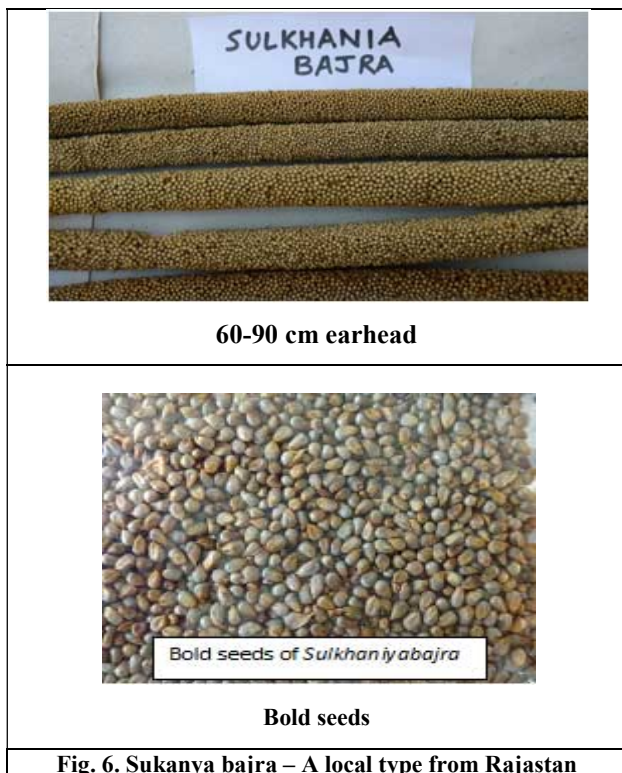 SULKHANIA
BAJRA
60-90 cm earhead
Bold seeds of Sulkhaniyabajra
Bold seeds
Fig. 6. Sukanya bajra – A local type from Rajastan